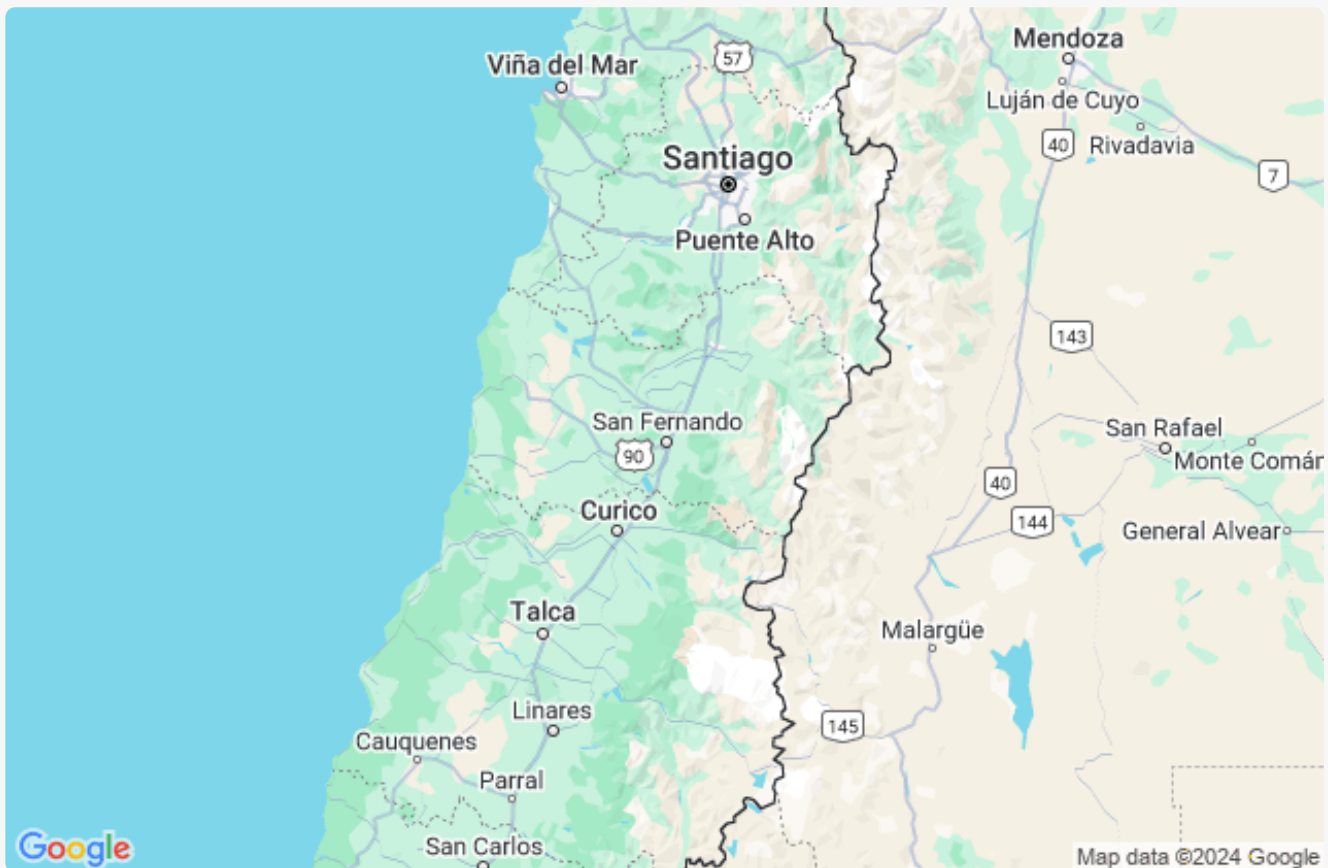 Mendoza
Viña del Mar
57
Luján de Cuyo
Rivadavia
40
Santiago
7
Puente Alto
143
San Fernando
San Rafael
90
Monte Comán
40
Curico
144
General Alvear
Talca
Malargüe
Linares
145
Cauquenes
Parral
San Carlos
Google
Map data ©2024 Google